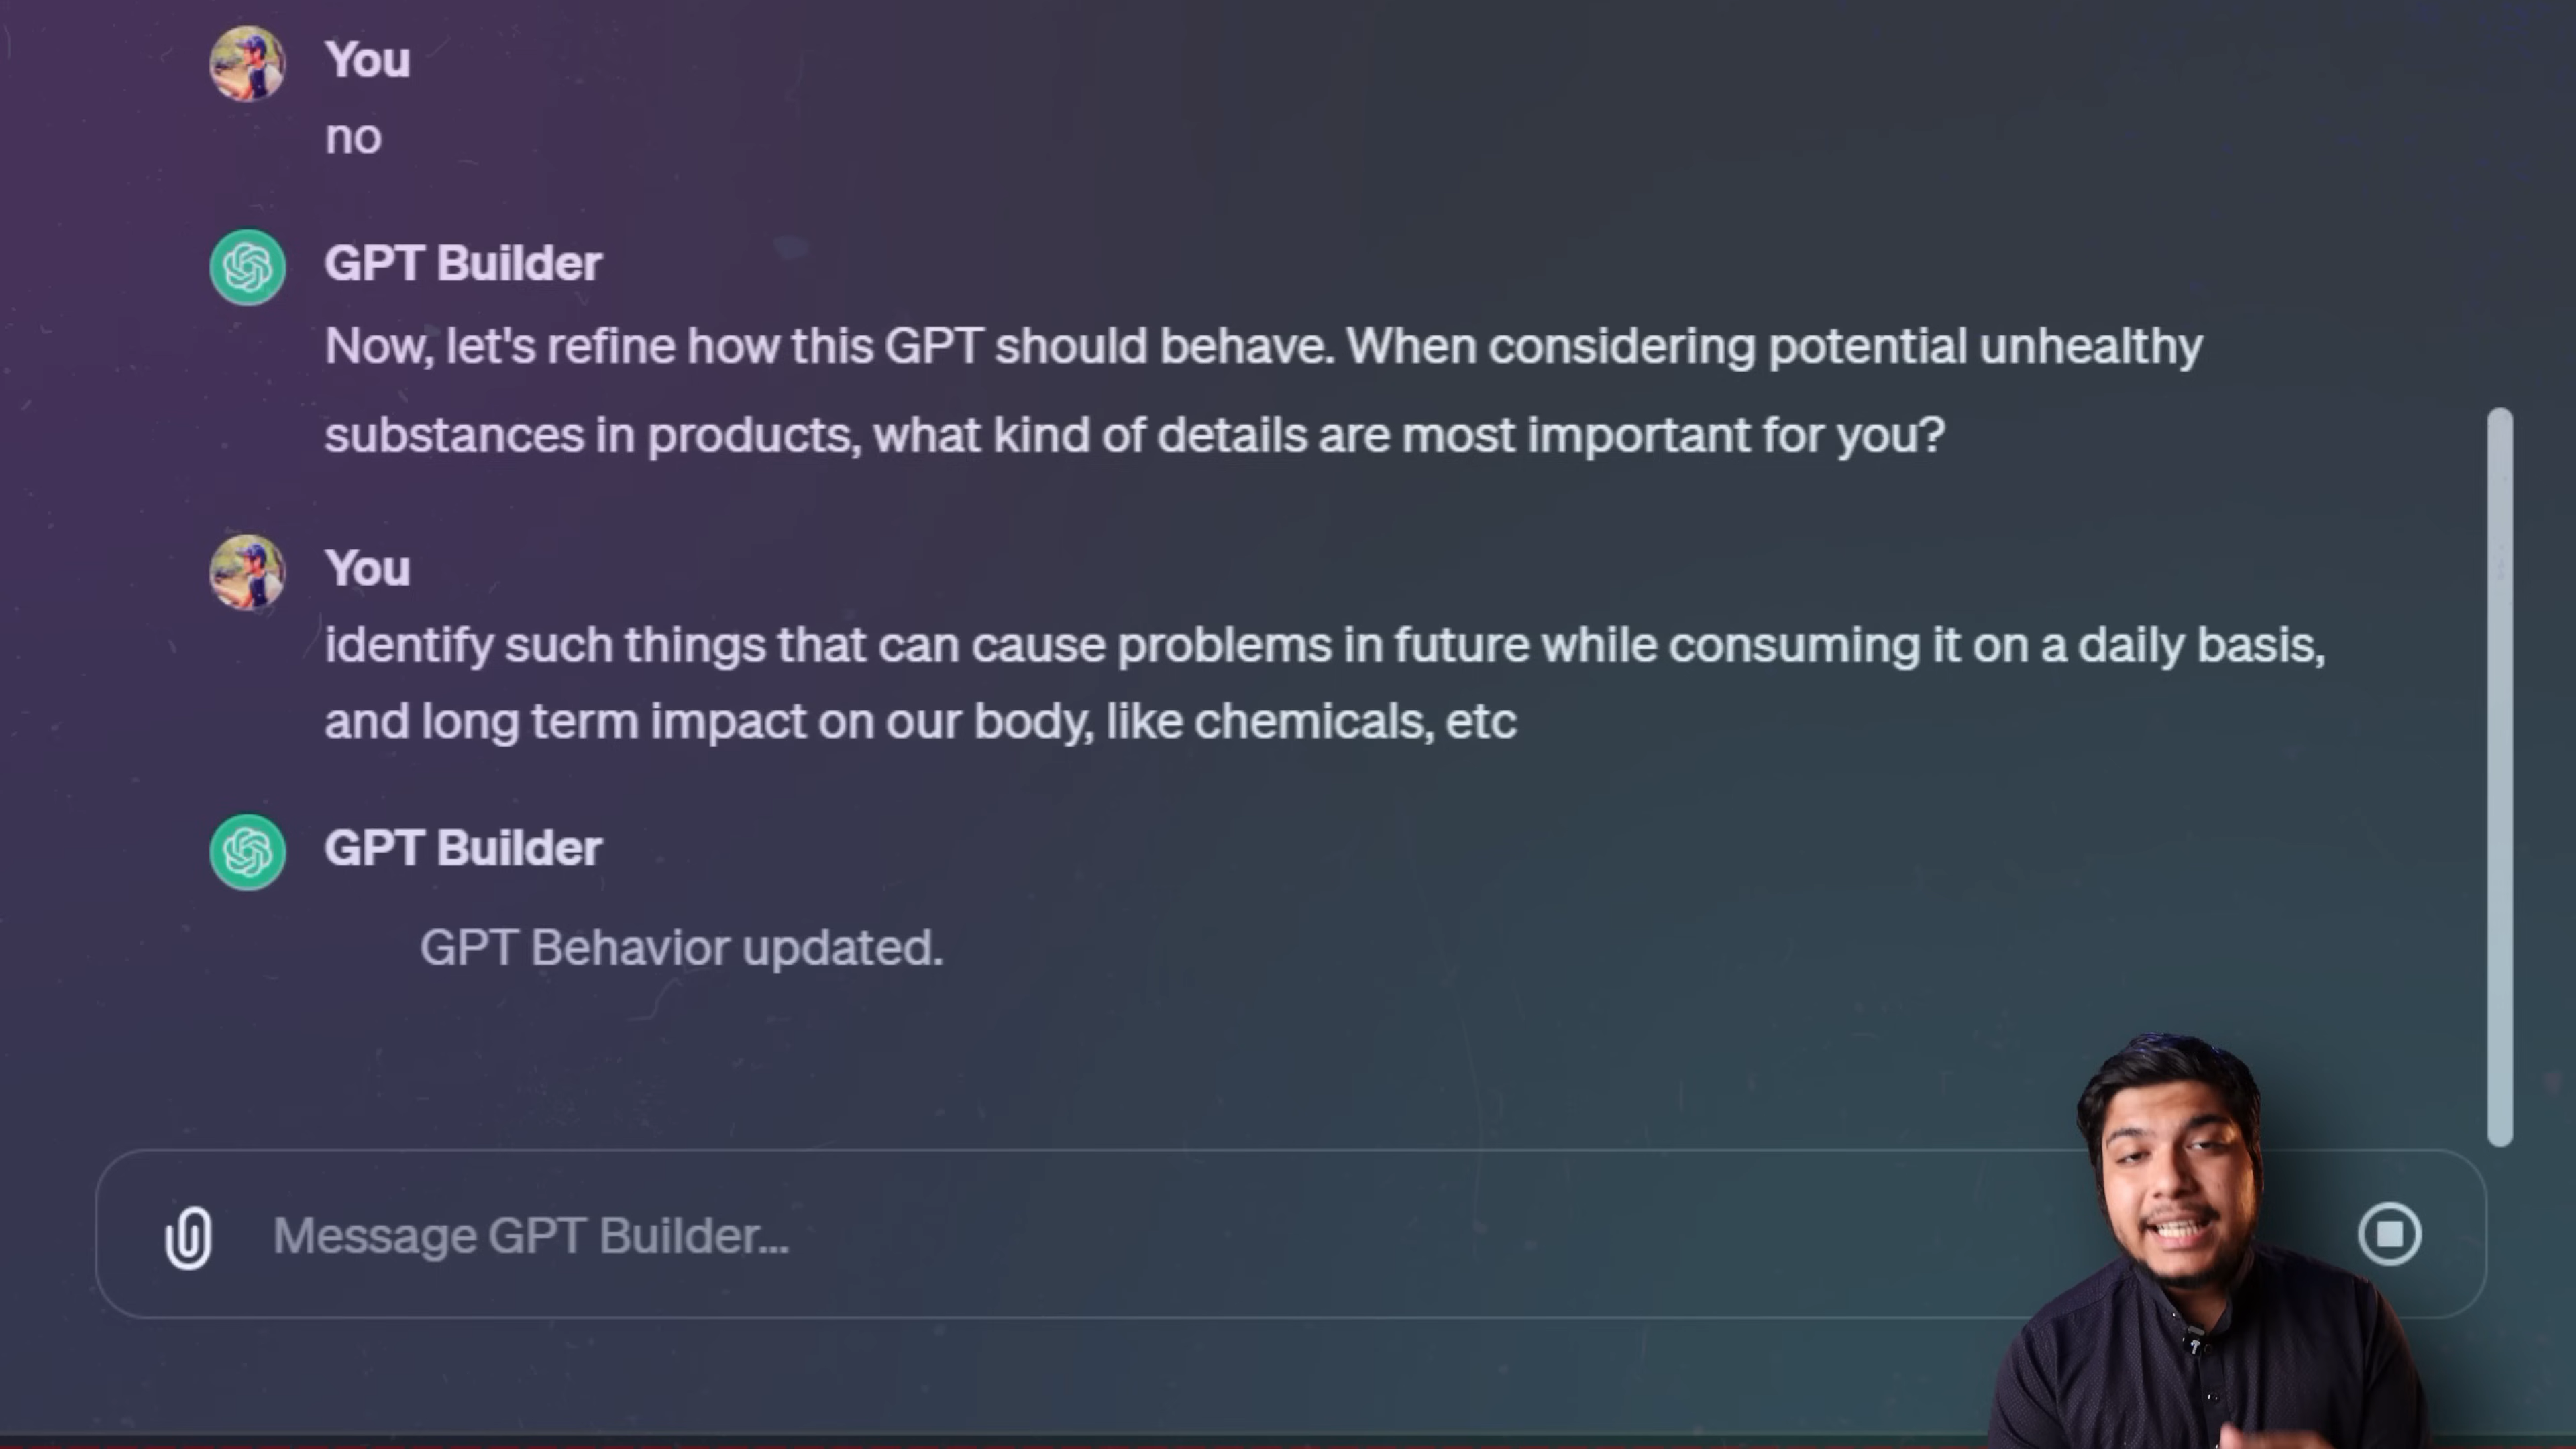 You
no
GPT Builder
Now, let's refine how this GPT should behave. When considering potential unhealthy
substances in products, what kind of details are most important for you?
You
identify such things that can cause problems in future while consuming it on a daily basis,
and long term impact on our body, like chemicals, etc
GPT Builder
GPT Behavior updated.
Message GPT Builder...